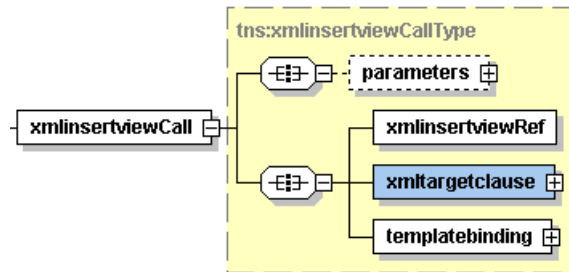 tns:xmlinsertviewCallType
parameters
xmlinsertviewCall
xmlinsertviewRef
xmltargetclause
templatebinding